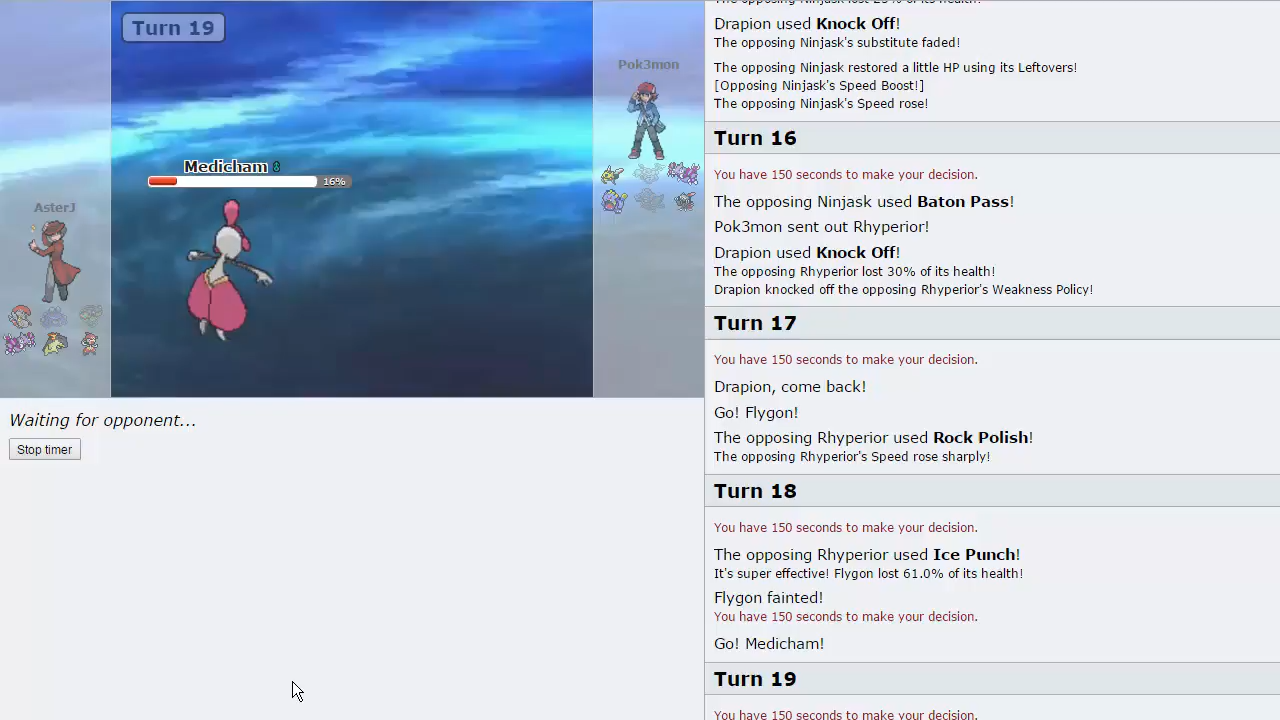 Turn 19
Pok3mon
Medicham
16%
AsterJ
Waiting for opponent...
Stop timer
Drapion used Knock Off!
The opposing Ninjask's substitute faded!
The opposing Ninjask restored a little HP using its Leftovers!
[Opposing Ninjask's Speed Boost!]
The opposing Ninjask's Speed rose!
Turn 16
You have 150 seconds to make your decision.
The opposing Ninjask used Baton Pass!
Pok3mon sent out Rhyperior!
Drapion used Knock Off!
The opposing Rhyperior lost 30% of its health!
Drapion knocked off the opposing Rhyperior's Weakness Policy!
Turn 17
You have 150 seconds to make your decision.
Drapion, come back!
Go! Flygon!
The opposing Rhyperior used Rock Polish!
The opposing Rhyperior's Speed rose sharply!
Turn 18
You have 150 seconds to make your decision.
The opposing Rhyperior used Ice Punch!
It's super effective! Flygon lost 61.0% of its health!
Flygon fainted!
You have 150 seconds to make your decision.
Go! Medicham!
Turn 19
You have 150 seconds to make your decision.